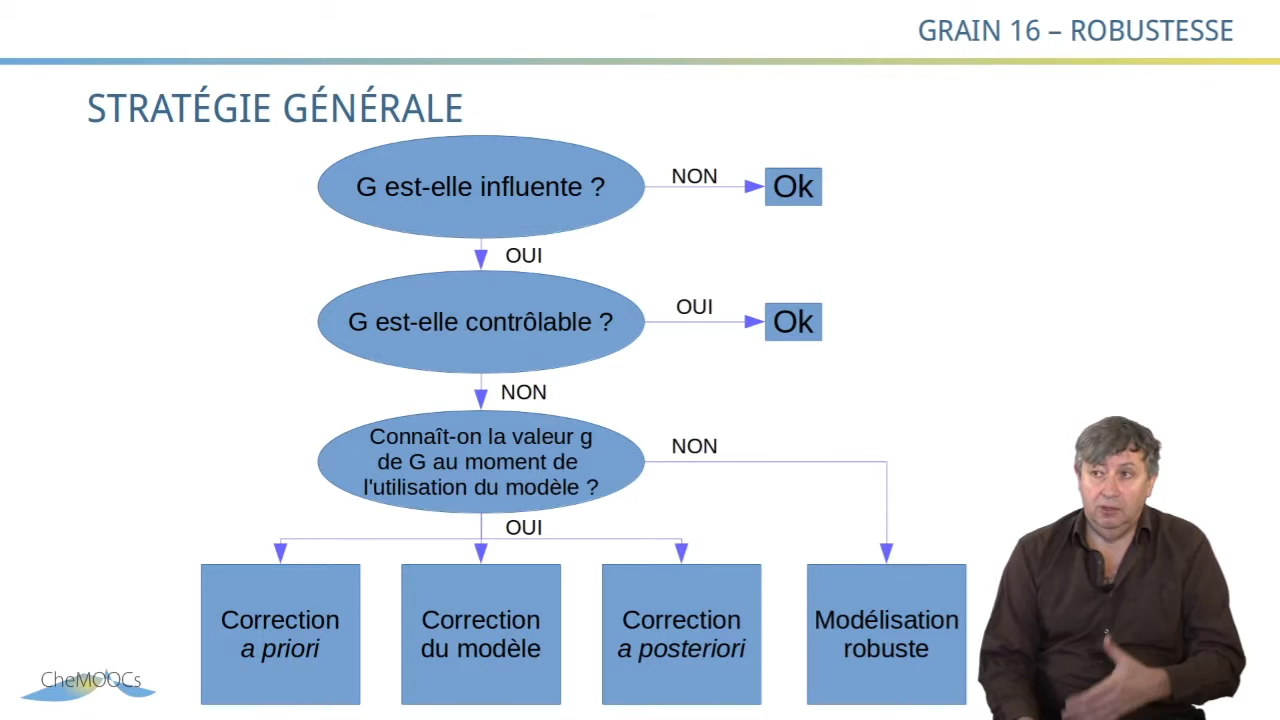 GRAIN 16 – ROBUSTESSE
STRATÉGIE GÉNÉRALE
G est-elle influente ?
NON
Ok
OUI
G est-elle contrôlable ?
OUI
Ok
NON
Connaît-on la valeur g
de G au moment de
l'utilisation du modèle ?
NON
OUI
Correction
a priori
Correction
du modèle
Correction
a posteriori
Modélisation
robuste
CheMOOCs